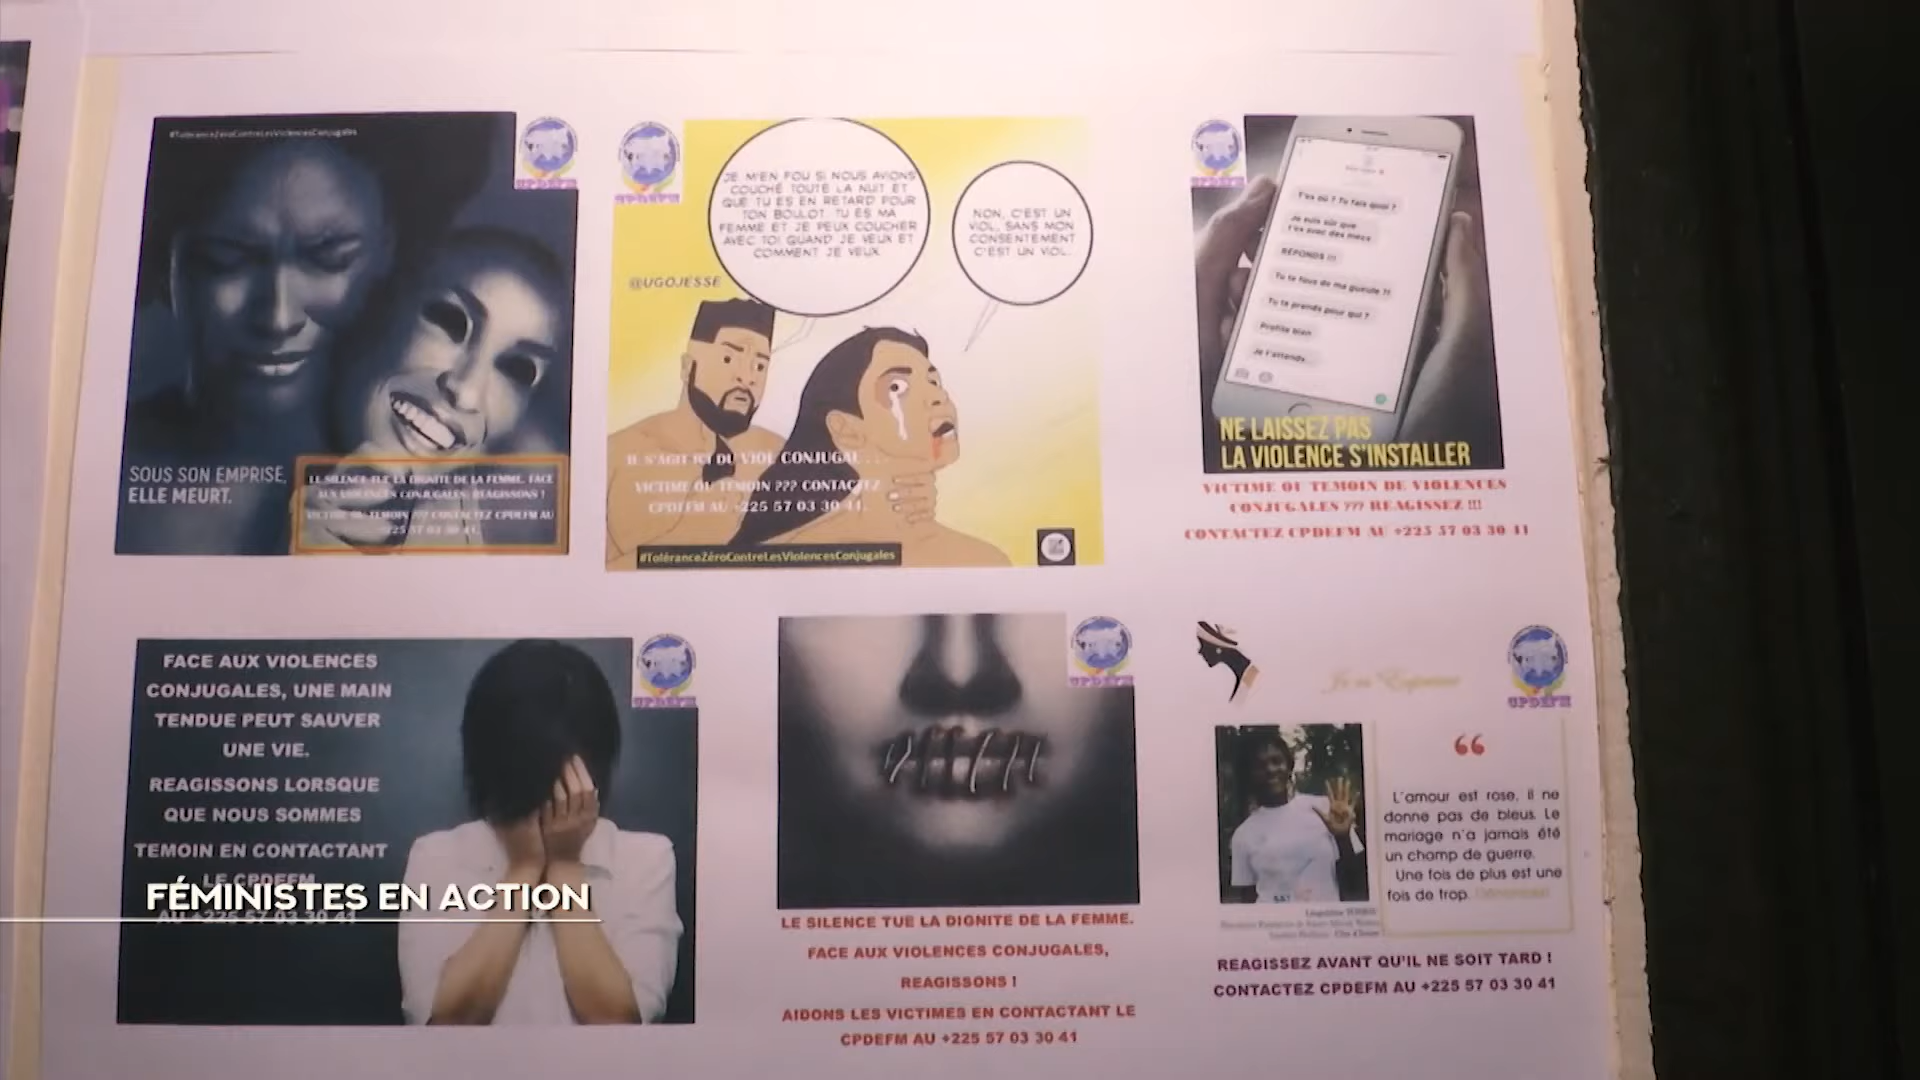 #ToléranceZéroContreLesViolencesConjugales
CPDEFM
SOUS SON EMPRISE,
ELLE MEURT.
LE SILENCE TUE LA DIGNITE DE LA FEMME. FACE
AUX VIOLENCES CONJUGALES, REAGISSONS !
VICTIME OU TEMOIN ??? CONTACTEZ CPDEFM AU
+225 57 03 30 41.
CPDEFM
JE M'EN FOU SI NOUS AVIONS
COUCHÉ TOUTE LA NUIT ET
QUE TU ES EN RETARD POUR
TON BOULOT. TU ES MA
FEMME ET JE PEUX COUCHER
AVEC TOI QUAND JE VEUX ET
COMMENT JE VEUX
NON, C'EST UN
VIOL, SANS MON
CONSENTEMENT
C'EST UN VIOL...
@UGOJESSE
IL S'AGIT ICI DU VIOL CONJUGAL . . .
VICTIME OU TEMOIN ??? CONTACTEZ
CPDEFM AU +225 57 03 30 41.
#ToléranceZéroContreLesViolencesConjugales
CPDEFM
T'es où ? Tu fais quoi ?
Je suis sûr que
t'es avec des mecs
RÉPONDS !!!
Tu te fous de ma gueule ?!
Tu te prends pour qui ?
Profite bien
Je t'attends...
NE LAISSEZ PAS
LA VIOLENCE S'INSTALLER
VICTIME OU TEMOIN DE VIOLENCES
CONJUGALES ??? REAGISSEZ !!!
CONTACTEZ CPDEFM AU +225 57 03 30 41
FACE AUX VIOLENCES
CONJUGALES, UNE MAIN
TENDUE PEUT SAUVER
UNE VIE.
REAGISSONS LORSQUE
QUE NOUS SOMMES
TEMOIN EN CONTACTANT
LE CPDEFM
AU +225 57 03 30 41
CPDEFM
FÉMINISTES EN ACTION
CPDEFM
LE SILENCE TUE LA DIGNITE DE LA FEMME.
FACE AUX VIOLENCES CONJUGALES,
REAGISSONS !
AIDONS LES VICTIMES EN CONTACTANT LE
CPDEFM AU +225 57 03 30 41
CPDEFM
“
L'amour est rose, il ne
donne pas de bleus. Le
mariage n'a jamais été
un champ de guerre.
Une fois de plus est une
fois de trop.
REAGISSEZ AVANT QU'IL NE SOIT TARD !
CONTACTEZ CPDEFM AU +225 57 03 30 41